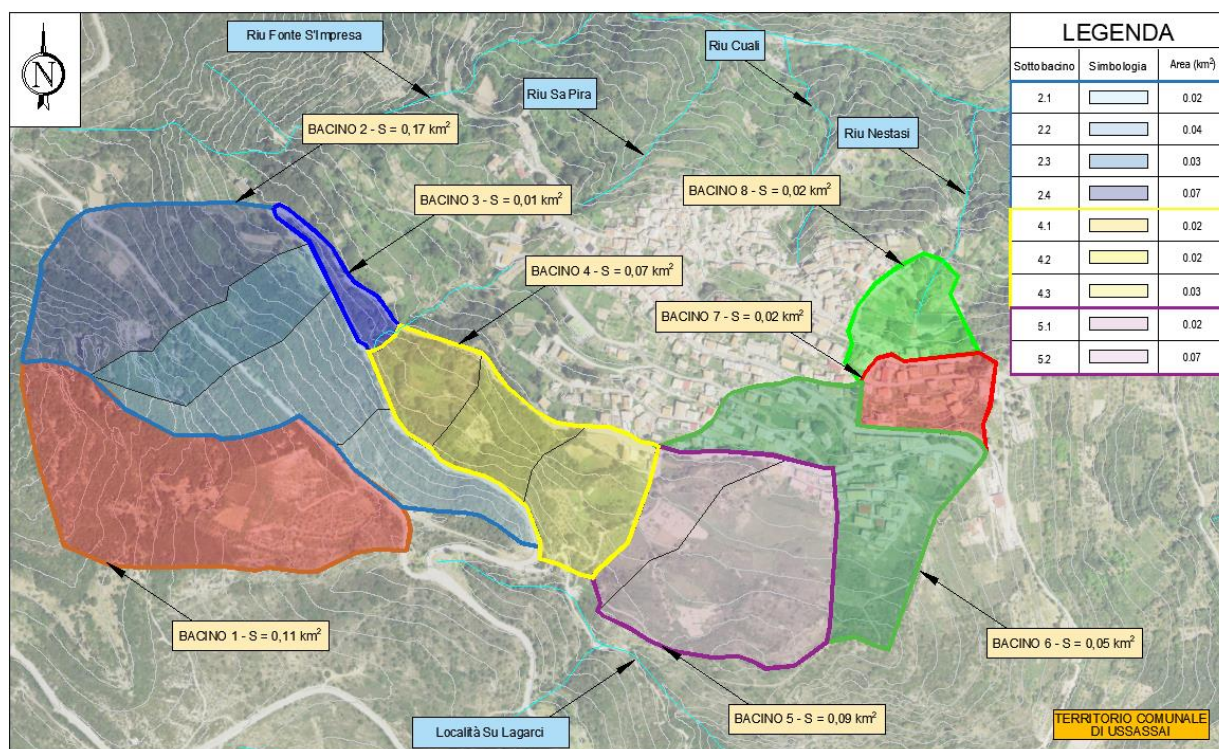 N
Riu Fonte S'Impresa
Riu Sa Pira
Riu Cuali
Riu Nestasi
BACINO 2 - S = 0,17 km²
BACINO 3 - S = 0,01 km²
BACINO 4 - S = 0,07 km²
BACINO 8 - S = 0,02 km²
BACINO 7 - S = 0,02 km²
BACINO 1 - S = 0,11 km²
BACINO 6 - S = 0,05 km²
BACINO 5 - S = 0,09 km²
Località Su Lagarci
LEGENDA
Sottobacino Simbologia Area (km²)
2.1 0.02
2.2 0.04
2.3 0.03
2.4 0.07
4.1 0.02
4.2 0.02
4.3 0.03
5.1 0.02
5.2 0.07
TERRITORIO COMUNALE
DI USSASSAI